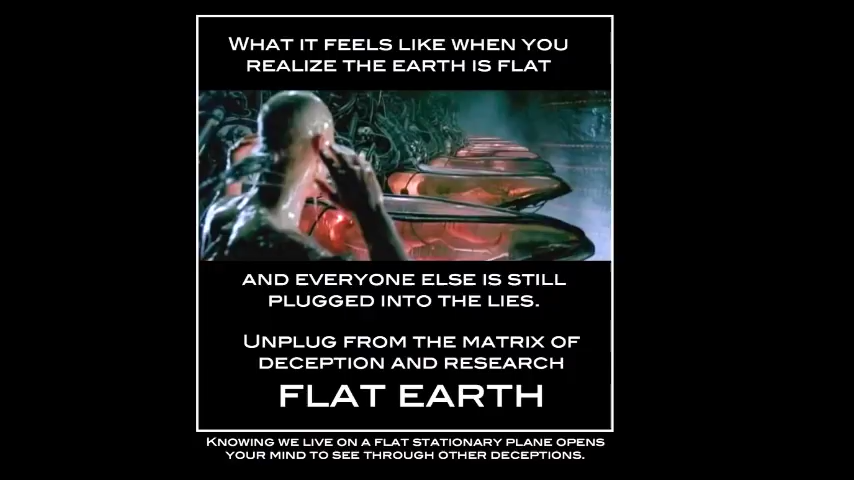 What it feels like when you
realize the earth is flat
and everyone else is still
plugged into the lies.
Unplug from the matrix of
deception and research
FLAT EARTH
Knowing we live on a flat stationary plane opens
your mind to see through other deceptions.